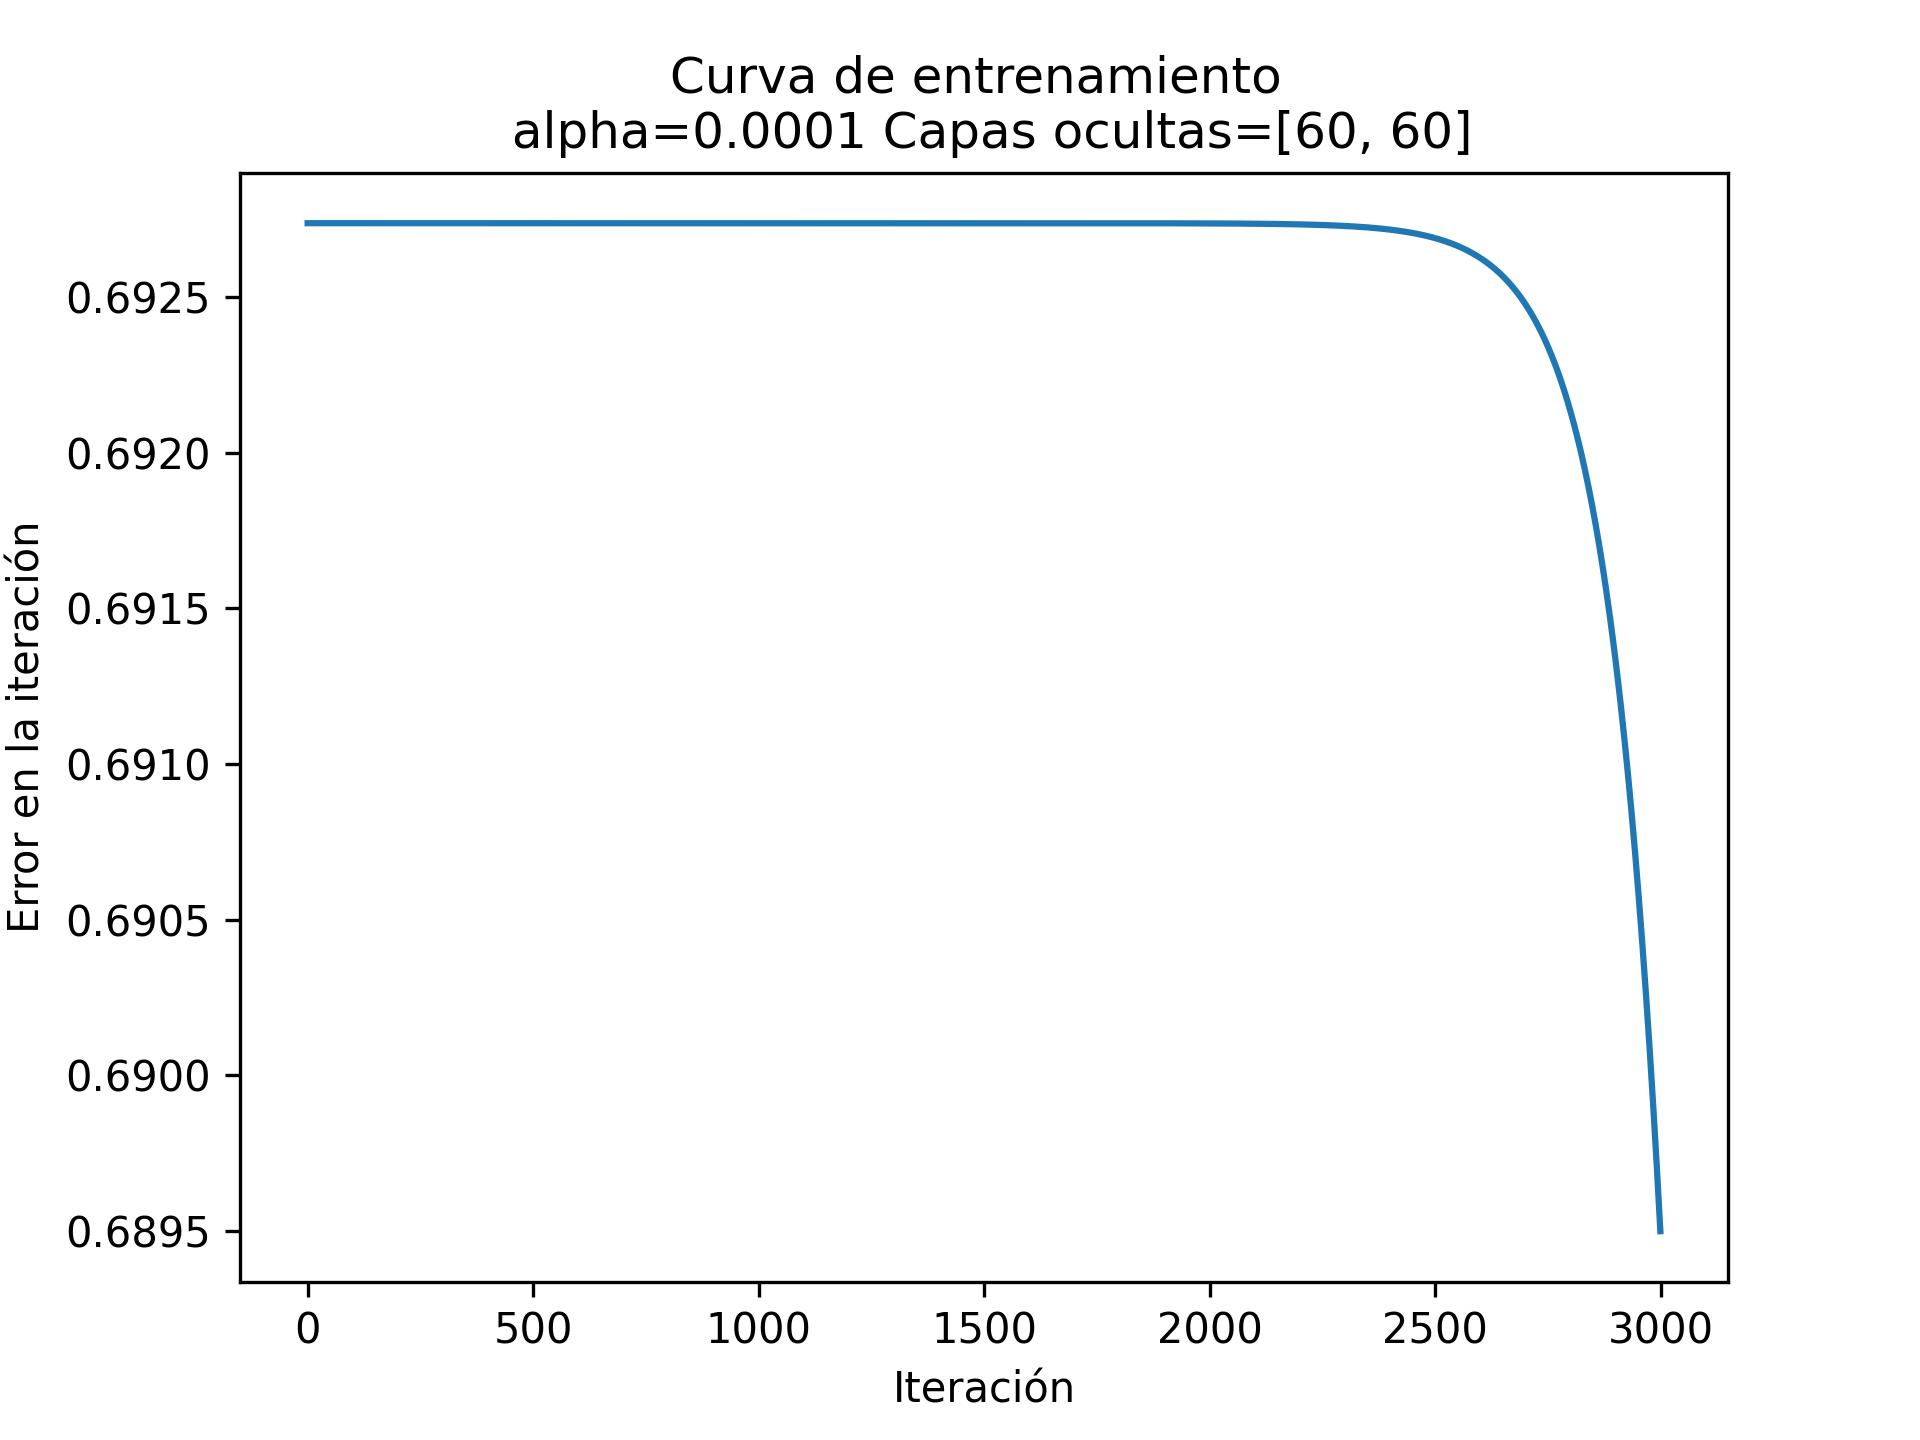 Curva de entrenamiento
alpha=0.0001 Capas ocultas=[60, 60]
Error en la iteración
0.6925
0.6920
0.6915
0.6910
0.6905
0.6900
0.6895
0 500 1000 1500 2000 2500 3000
Iteración